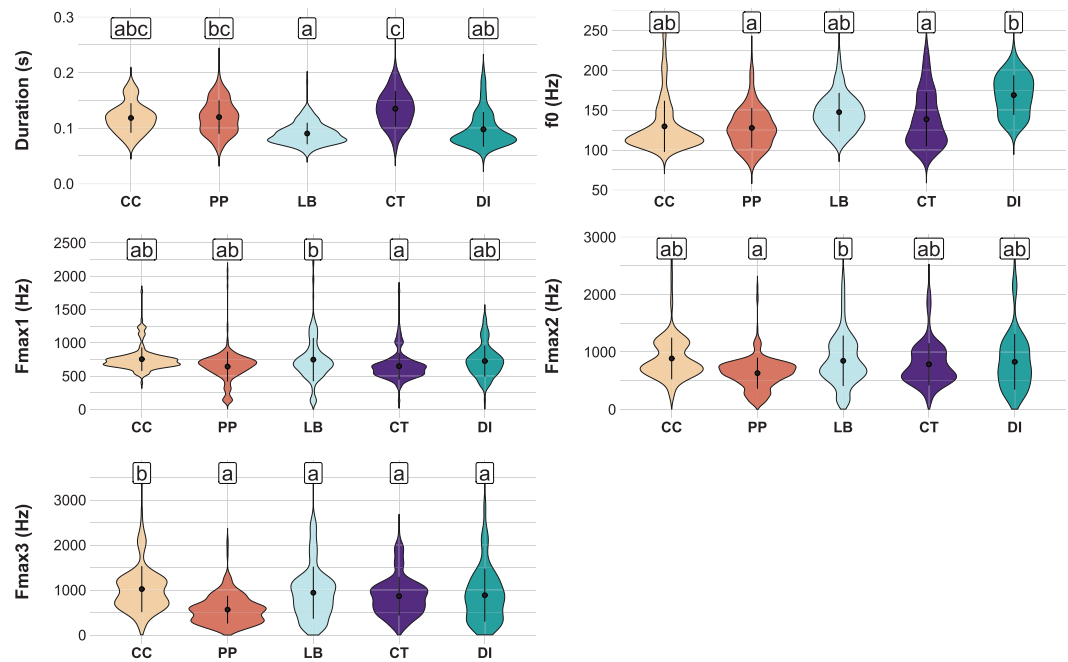 Duration (s)
0.3
0.2
0.1
0.0
abc bc a c ab
CC PP LB CT DI
f0 (Hz)
250
200
150
100
50
ab a ab a b
CC PP LB CT DI
Fmax1 (Hz)
2500
2000
1500
1000
500
0
ab ab b a ab
CC PP LB CT DI
Fmax2 (Hz)
3000
2000
1000
0
ab a b ab ab
CC PP LB CT DI
Fmax3 (Hz)
3000
2000
1000
0
b a a a a
CC PP LB CT DI